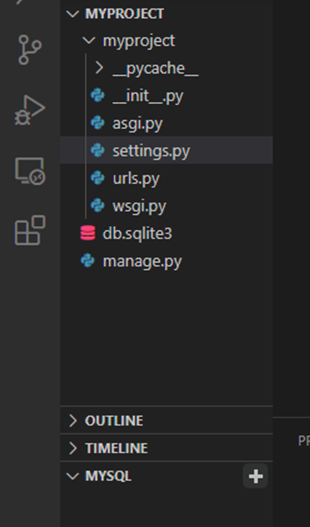 MYPROJECT
myproject
__pycache__
__init__.py
asgi.py
settings.py
urls.py
wsgi.py
db.sqlite3
manage.py
OUTLINE
PR
TIMELINE
MYSQL